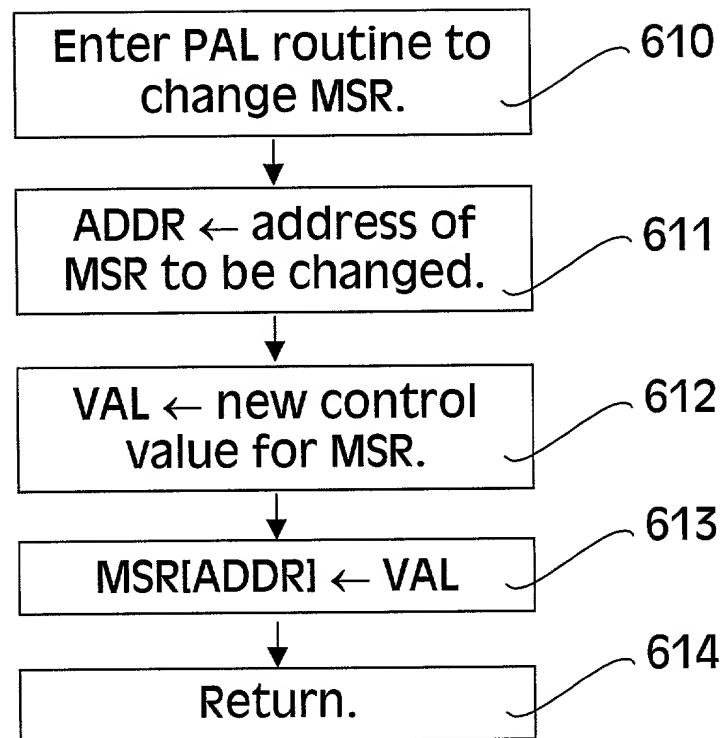 Enter PAL routine to
change MSR.
610
ADDR ← address of
MSR to be changed.
611
VAL ← new control
value for MSR.
612
MSR[ADDR] ← VAL
613
Return.
614